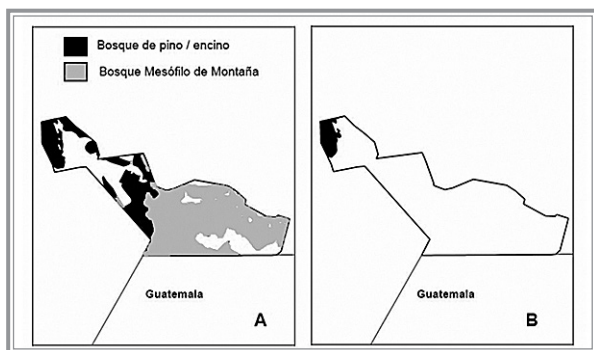 Bosque de pino / encino
Bosque Mesófilo de Montaña
Guatemala
A
Guatemala
B